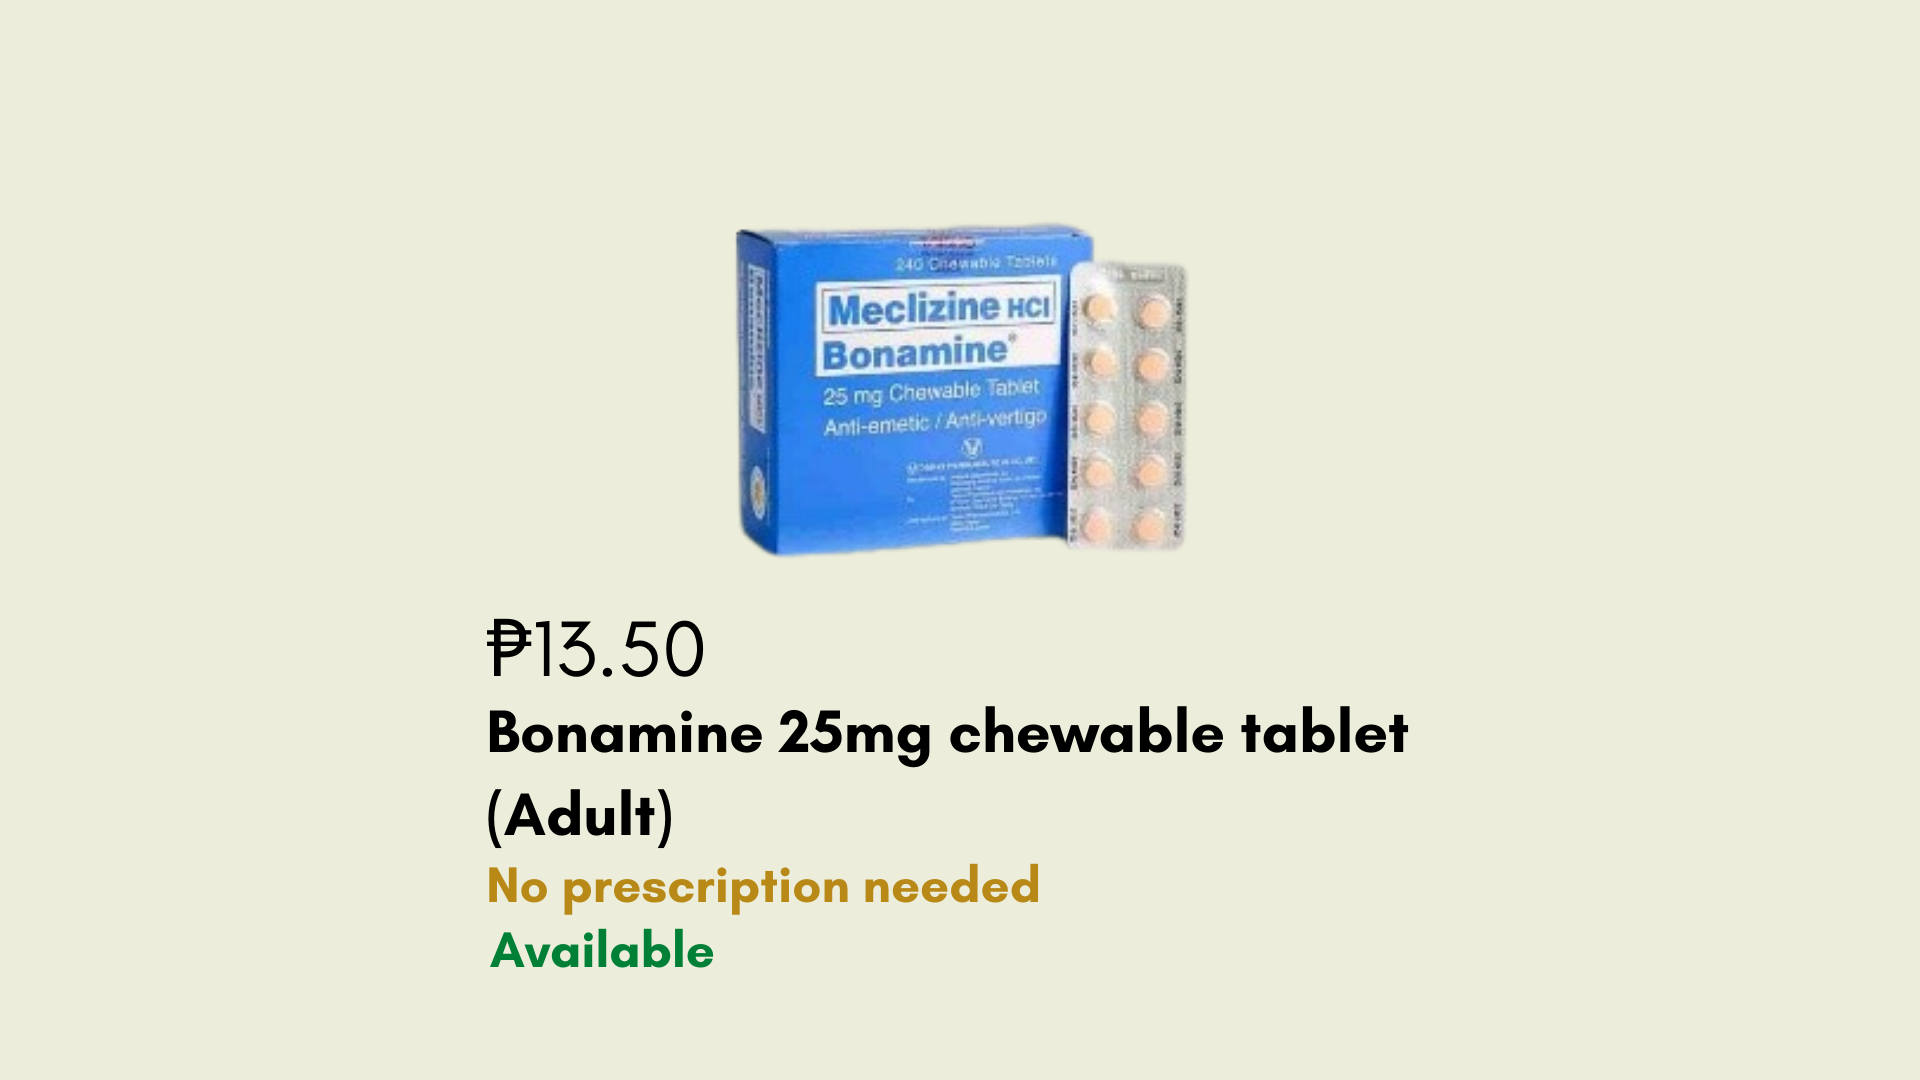 240 Chewable Tablets
Meclizine HCl
Bonamine®
25 mg Chewable Tablet
Anti-emetic / Anti-vertigo
₱13.50
Bonamine 25mg chewable tablet
(Adult)
No prescription needed
Available